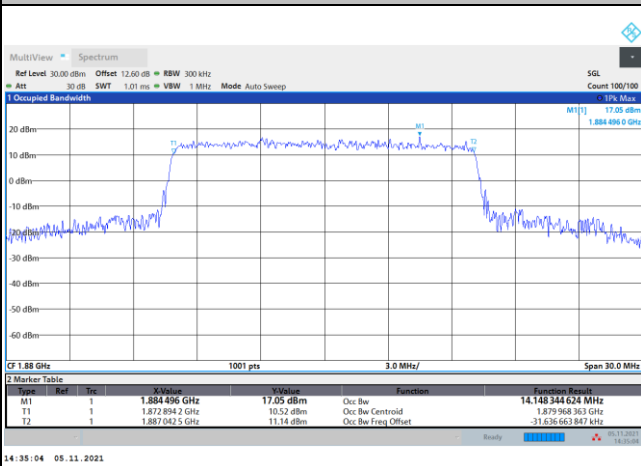 MultiView Spectrum
Ref Level 30.00 dBm Offset 12.60 dB RBW 300 kHz SGL
Att 30 dB SWT 1.01 ms VBW 1 MHz Mode Auto Sweep Count 100/100
1 Occupied Bandwidth 1Pk Max
M1[1] 17.05 dBm
1.884 496 0 GHz
20 dBm
M1
T1 T2
10 dBm
0 dBm
-10 dBm
-20 dBm
-30 dBm
-40 dBm
-50 dBm
-60 dBm
CF 1.88 GHz 1001 pts 3.0 MHz/ Span 30.0 MHz
2 Marker Table
Type Ref Trc X-Value Y-Value Function Function Result
M1 1 1.884 496 GHz 17.05 dBm Occ Bw 14.148 344 624 MHz
T1 1 1.872 894 2 GHz 10.52 dBm Occ Bw Centroid 1.879 968 363 GHz
T2 1 1.887 042 5 GHz 11.14 dBm Occ Bw Freq Offset -31.636 663 847 kHz
Ready 05.11.2021
14:35:04
14:35:04 05.11.2021